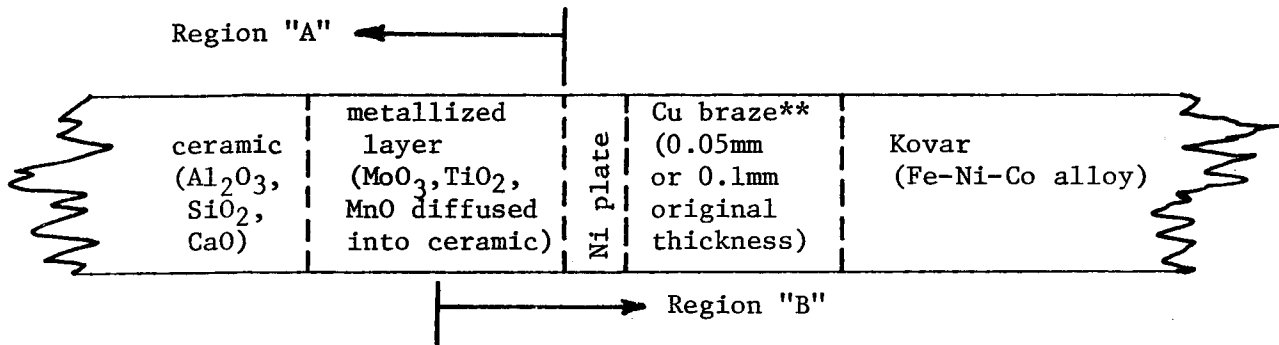 Region "A"
ceramic
(Al₂O₃,
SiO₂,
CaO)
metallized
layer
(MoO₃,TiO₂,
MnO diffused
into ceramic)
Ni plate
Cu braze**
(0.05mm
or 0.1mm
original
thickness)
Kovar
(Fe-Ni-Co alloy)
Region "B"